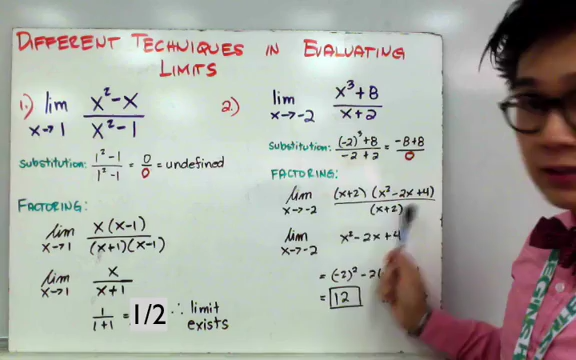 DIFFERENT TECHNIQUES IN EVALUATING
LIMITS
1.) lim x→1 (x²-x)/(x²-1)
substitution: (1²-1)/(1²-1) = 0/0 = undefined
FACTORING:
lim x→1 x(x-1)/(x+1)(x-1)
lim x→1 x/(x+1)
1/(1+1) = 1/2 ∴ limit
exists
2.) lim x→-2 (x³+8)/(x+2)
substitution: ((-2)³+8)/(-2+2) = (-8+8)/0
FACTORING:
lim x→-2 (x+2)(x²-2x+4)/(x+2)
lim x→-2 x²-2x+4
= (-2)²-2(
= 12